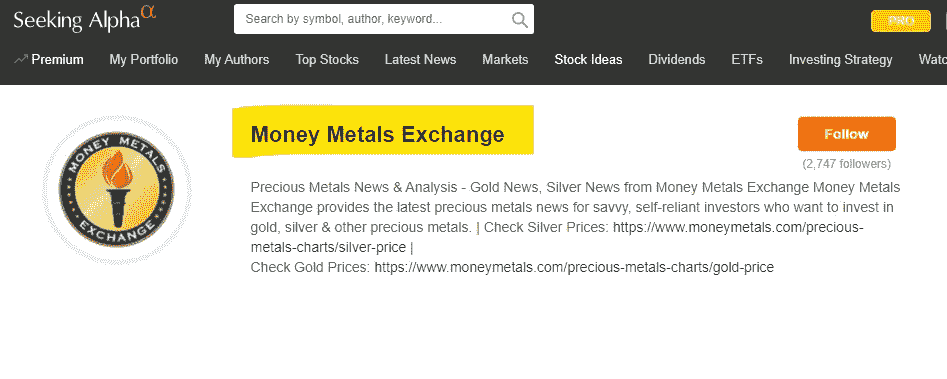 Seeking Alpha α
Search by symbol, author, keyword...
PRO
Premium My Portfolio My Authors Top Stocks Latest News Markets Stock Ideas Dividends ETFs Investing Strategy Watc
MONEY METALS
EXCHANGE
Money Metals Exchange
Follow
(2,747 followers)
Precious Metals News & Analysis - Gold News, Silver News from Money Metals Exchange Money Metals
Exchange provides the latest precious metals news for savvy, self-reliant investors who want to invest in
gold, silver & other precious metals. | Check Silver Prices: https://www.moneymetals.com/precious-
metals-charts/silver-price |
Check Gold Prices: https://www.moneymetals.com/precious-metals-charts/gold-price